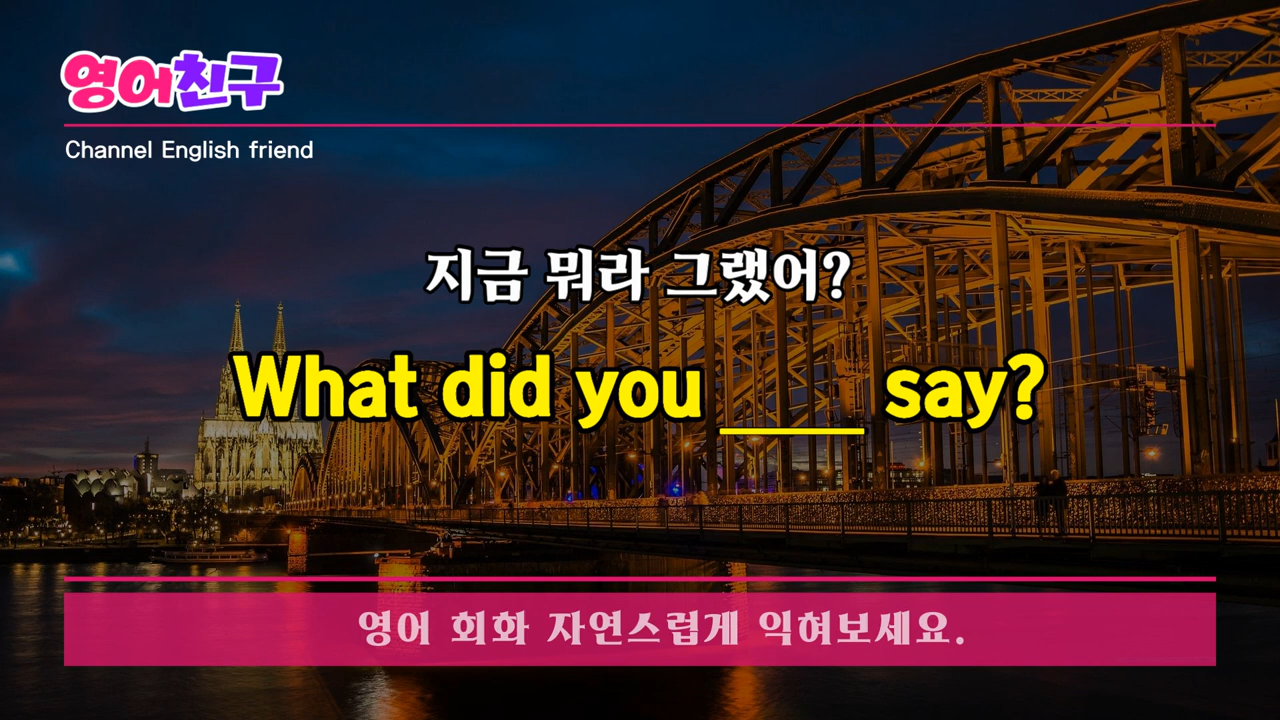 영어친구
Channel English friend
지금 뭐라 그랬어?
What did you ____ say?
영어 회화 자연스럽게 익혀보세요.